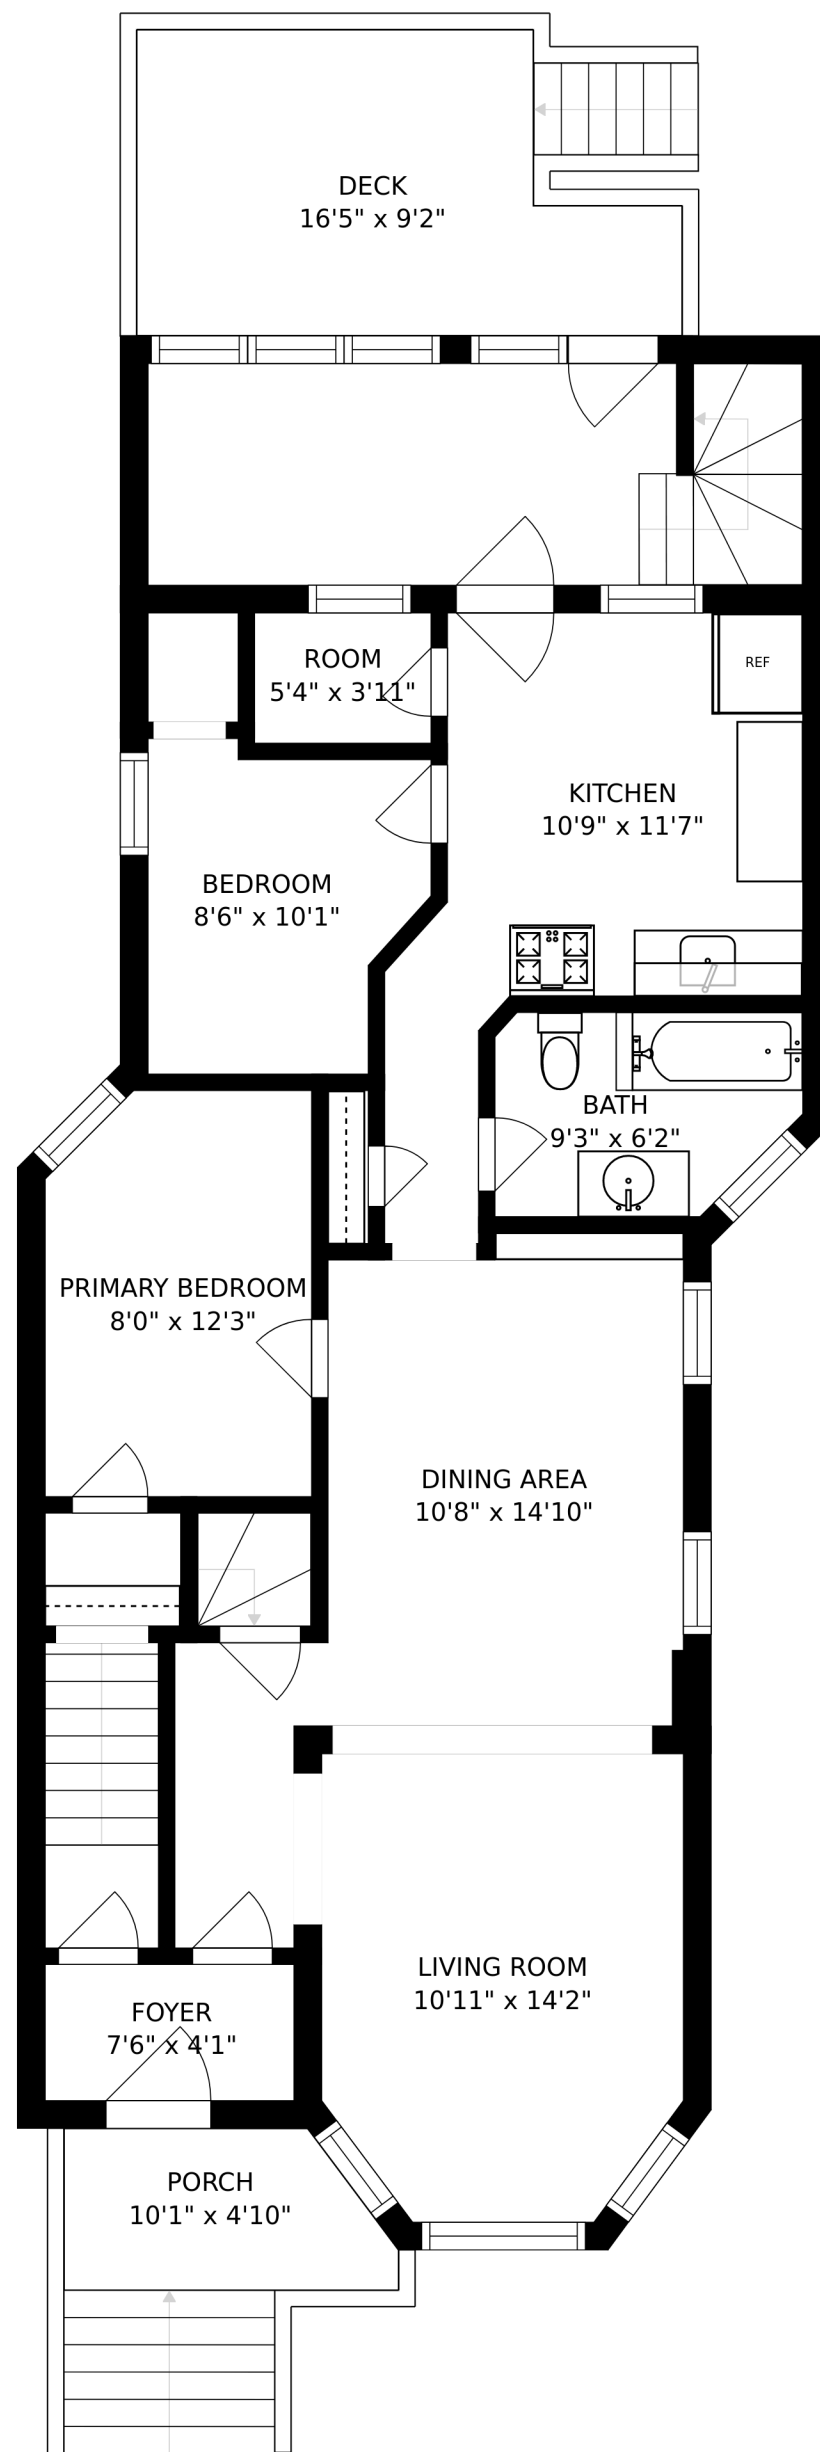 DECK
16'5" x 9'2"
ROOM
5'4" x 3'11"
REF
KITCHEN
10'9" x 11'7"
BEDROOM
8'6" x 10'1"
BATH
9'3" x 6'2"
PRIMARY BEDROOM
8'0" x 12'3"
DINING AREA
10'8" x 14'10"
LIVING ROOM
10'11" x 14'2"
FOYER
7'6" x 4'1"
PORCH
10'1" x 4'10"